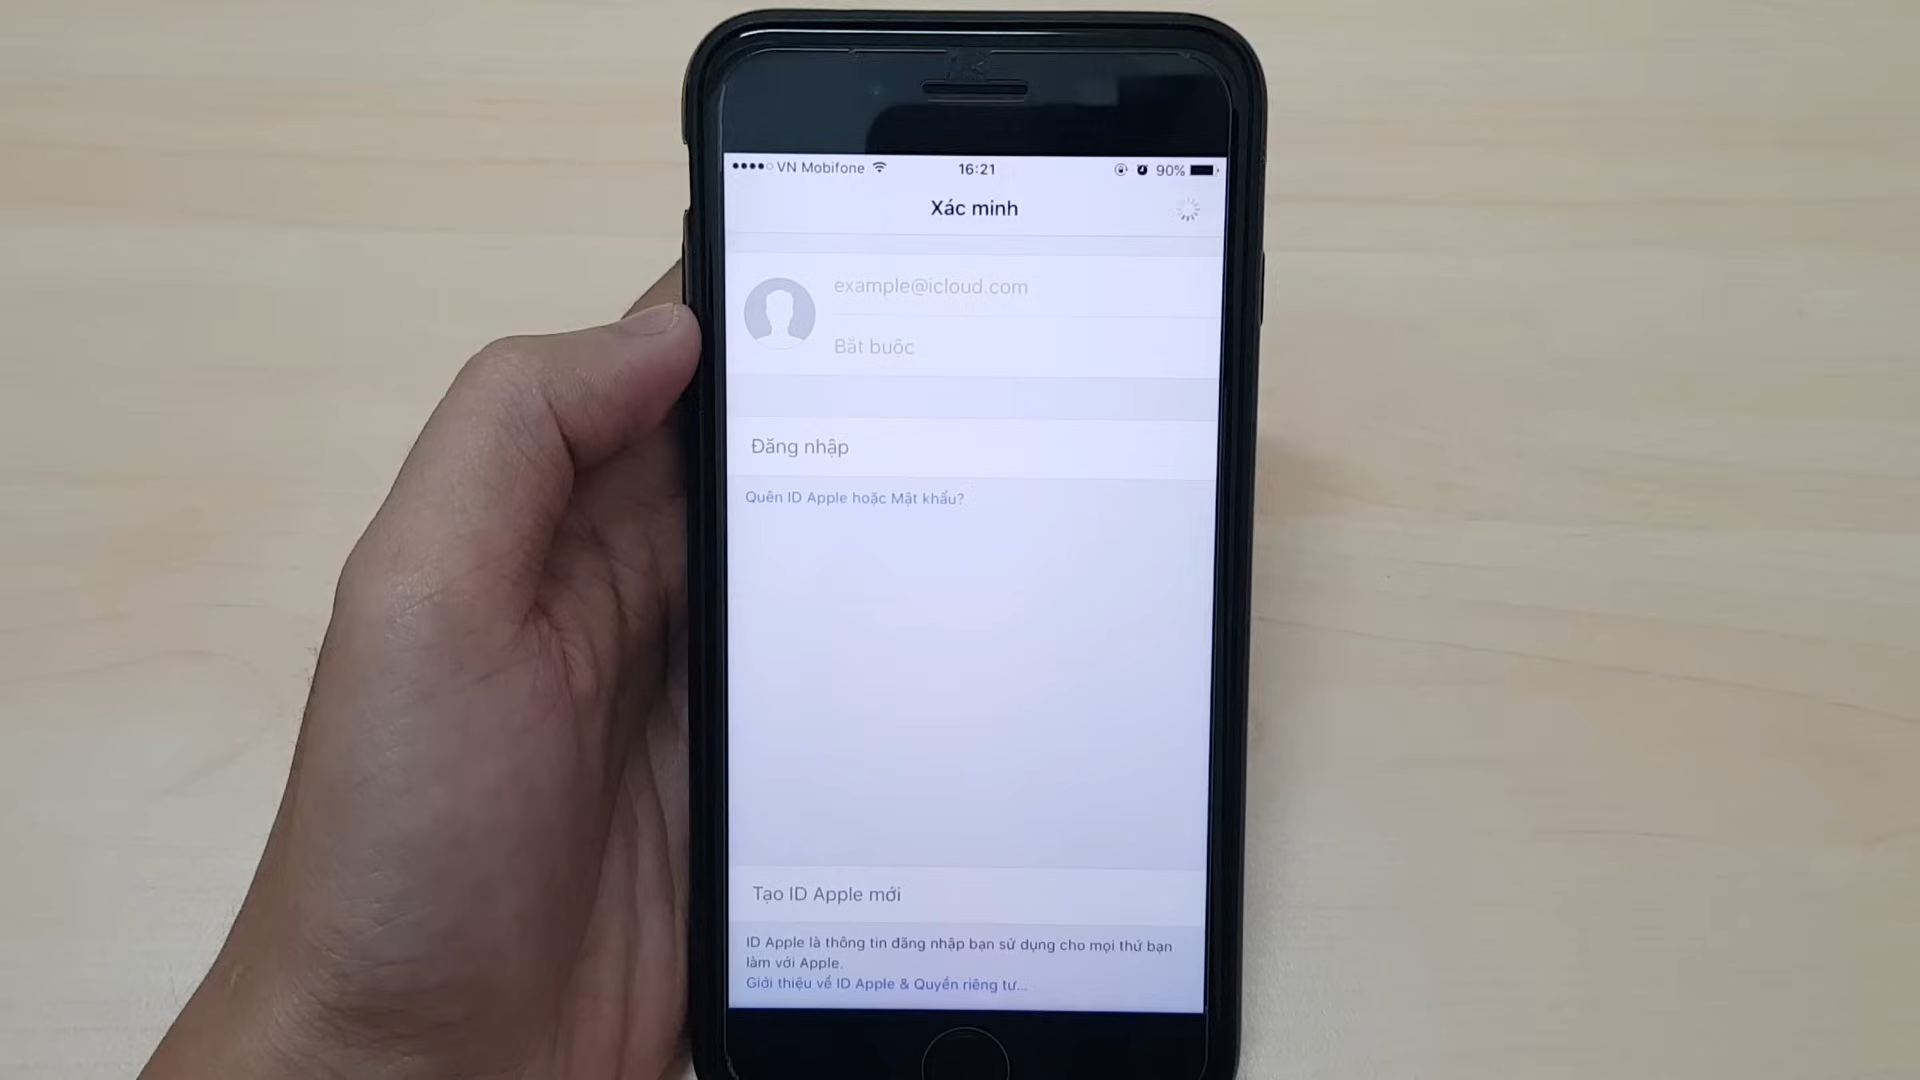 VN Mobifone 16:21 90%
Xác minh
example@icloud.com
Bắt buộc
Đăng nhập
Quên ID Apple hoặc Mật khẩu?
Tạo ID Apple mới
ID Apple là thông tin đăng nhập bạn sử dụng cho mọi thứ bạn
làm với Apple.
Giới thiệu về ID Apple & Quyền riêng tư...